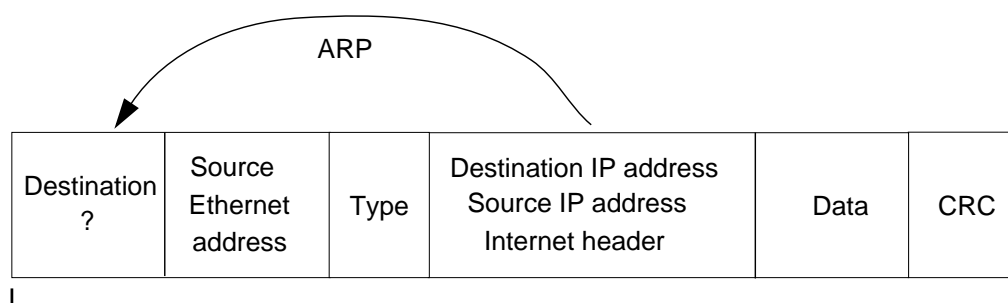 ARP
Destination
?
Source
Ethernet
address
Type
Destination IP address
Source IP address
Internet header
Data
CRC